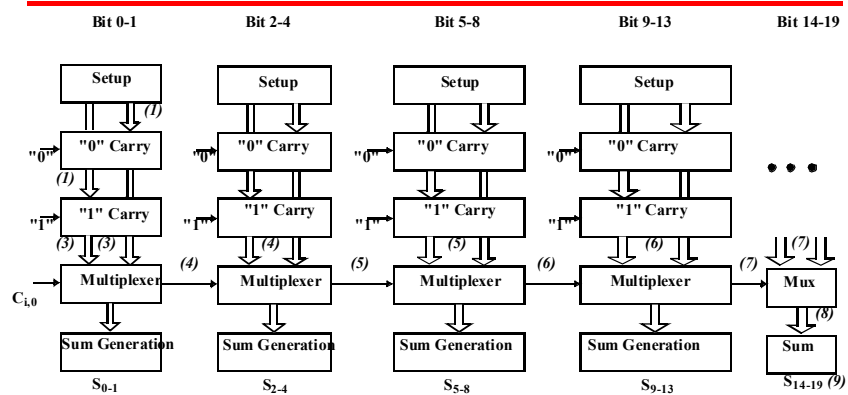 Bit 0-1 Bit 2-4 Bit 5-8 Bit 9-13 Bit 14-19
Setup Setup Setup Setup
(1)
"0" "0" Carry "0" "0" Carry "0" "0" Carry "0" "0" Carry
(1)
"1" "1" Carry "1" "1" Carry "1" "1" Carry "1" "1" Carry
(3) (3) (4) (5) (6) (7)
(4) (5) (6) (7)
Ci,0 Multiplexer Multiplexer Multiplexer Multiplexer Mux
(8)
Sum Generation Sum Generation Sum Generation Sum Generation Sum
S0-1 S2-4 S5-8 S9-13 S14-19 (9)